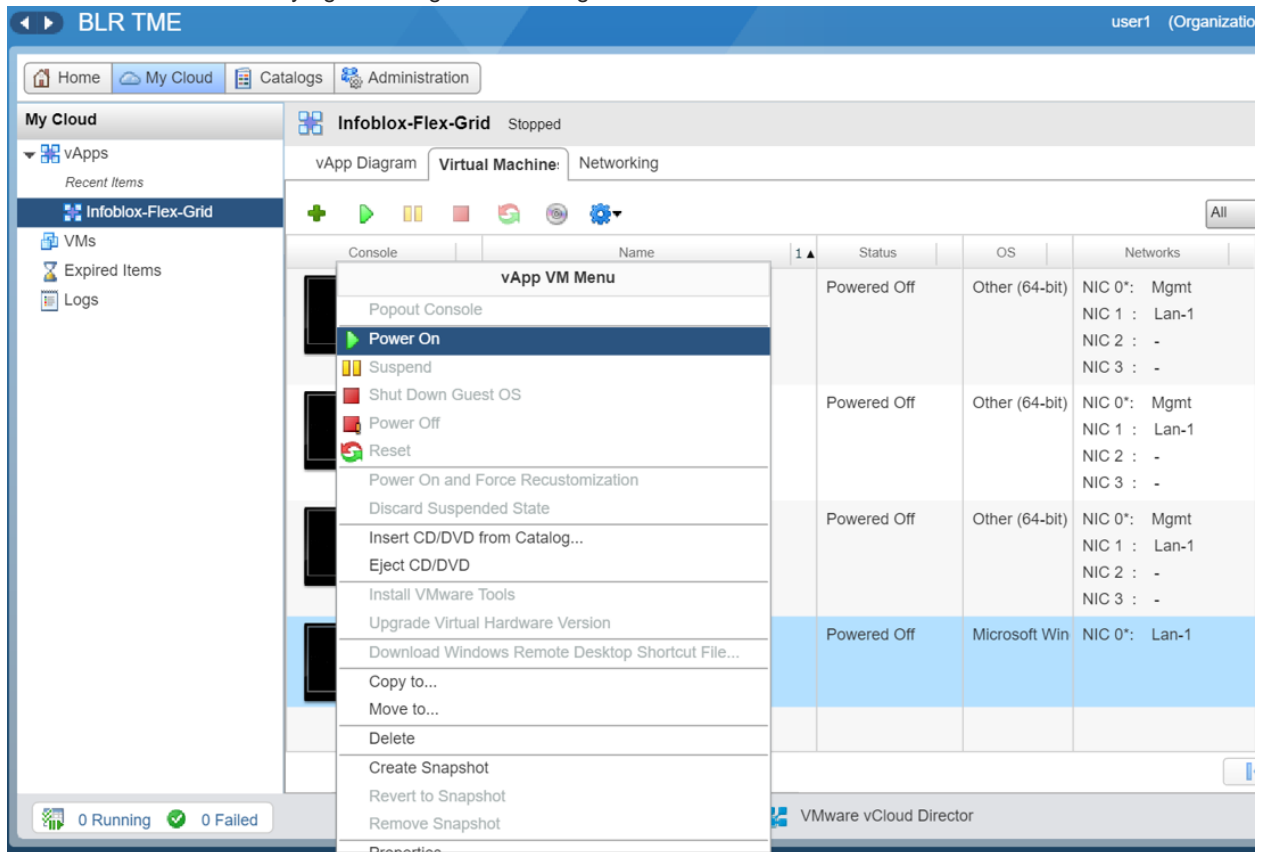 BLR TME
user1 (Organizatio
Home My Cloud Catalogs Administration
My Cloud
vApps
Recent Items
Infoblox-Flex-Grid
VMs
Expired Items
Logs
Infoblox-Flex-Grid Stopped
vApp Diagram Virtual Machine: Networking
All
Console Name 1 Status OS Networks
Powered Off Other (64-bit) NIC 0*: Mgmt
NIC 1 : Lan-1
NIC 2 : -
NIC 3 : -
Powered Off Other (64-bit) NIC 0*: Mgmt
NIC 1 : Lan-1
NIC 2 : -
NIC 3 : -
Powered Off Other (64-bit) NIC 0*: Mgmt
NIC 1 : Lan-1
NIC 2 : -
NIC 3 : -
Powered Off Microsoft Win NIC 0*: Lan-1
vApp VM Menu
Popout Console
Power On
Suspend
Shut Down Guest OS
Power Off
Reset
Power On and Force Recustomization
Discard Suspended State
Insert CD/DVD from Catalog...
Eject CD/DVD
Install VMware Tools
Upgrade Virtual Hardware Version
Download Windows Remote Desktop Shortcut File...
Copy to...
Move to...
Delete
Create Snapshot
Revert to Snapshot
Remove Snapshot
Properties
0 Running 0 Failed
VMware vCloud Director